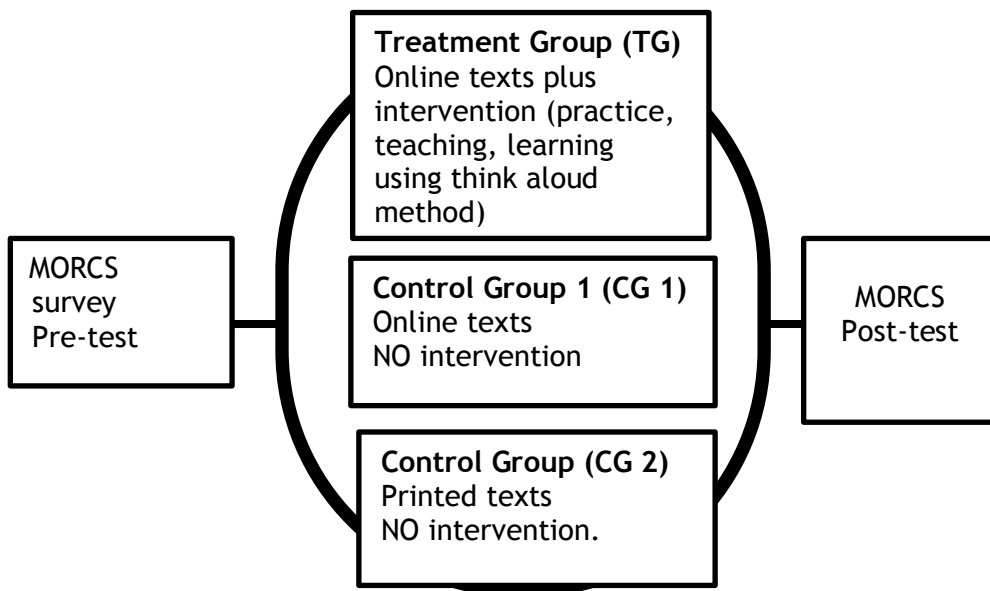 MORCS
survey
Pre-test
Treatment Group (TG)
Online texts plus
intervention (practice,
teaching, learning
using think aloud
method)
Control Group 1 (CG 1)
Online texts
NO intervention
Control Group (CG 2)
Printed texts
NO intervention.
MORCS
Post-test